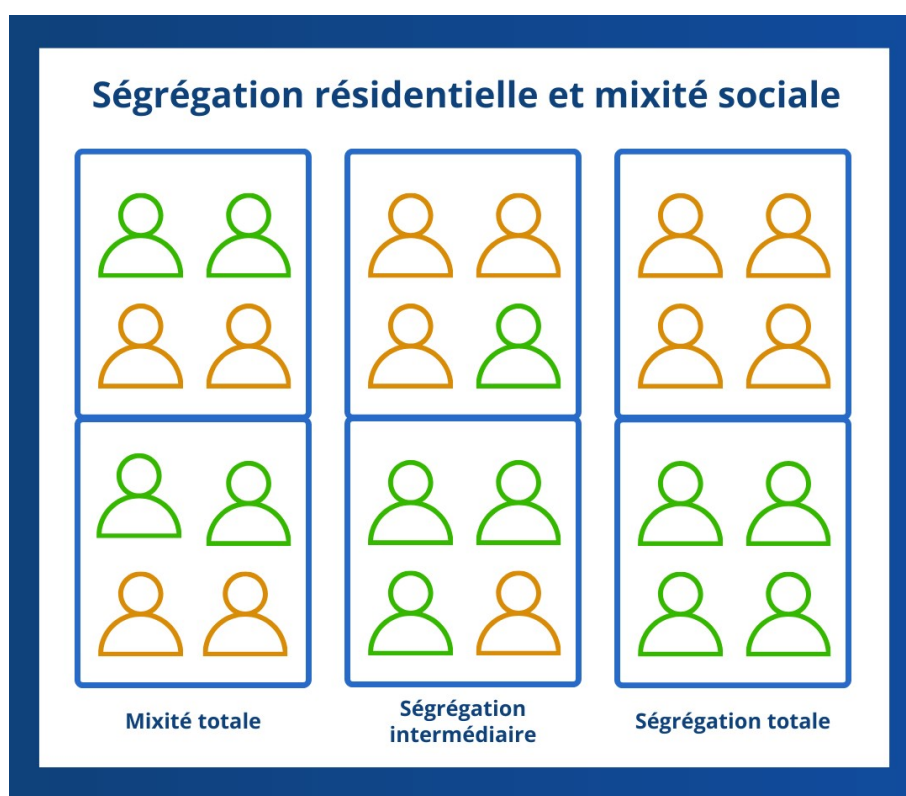 Ségrégation résidentielle et mixité sociale
Mixité totale
Ségrégation
intermédiaire
Ségrégation totale